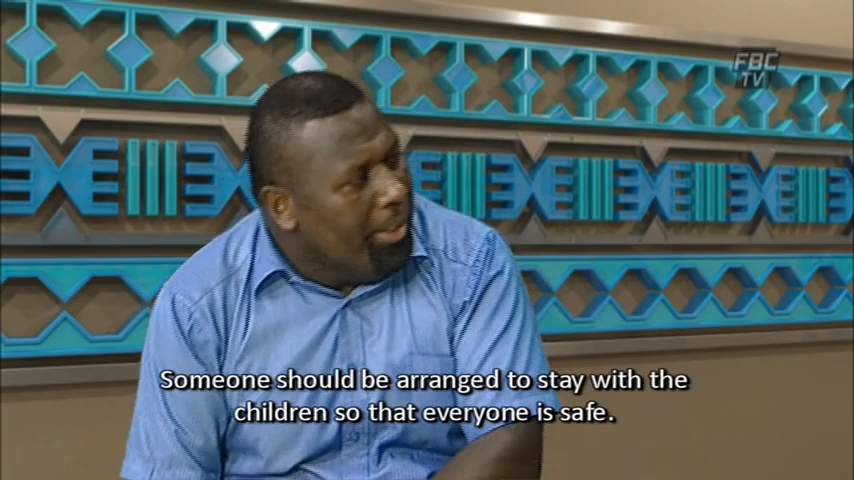 FBC
TV
Someone should be arranged to stay with the
children so that everyone is safe.